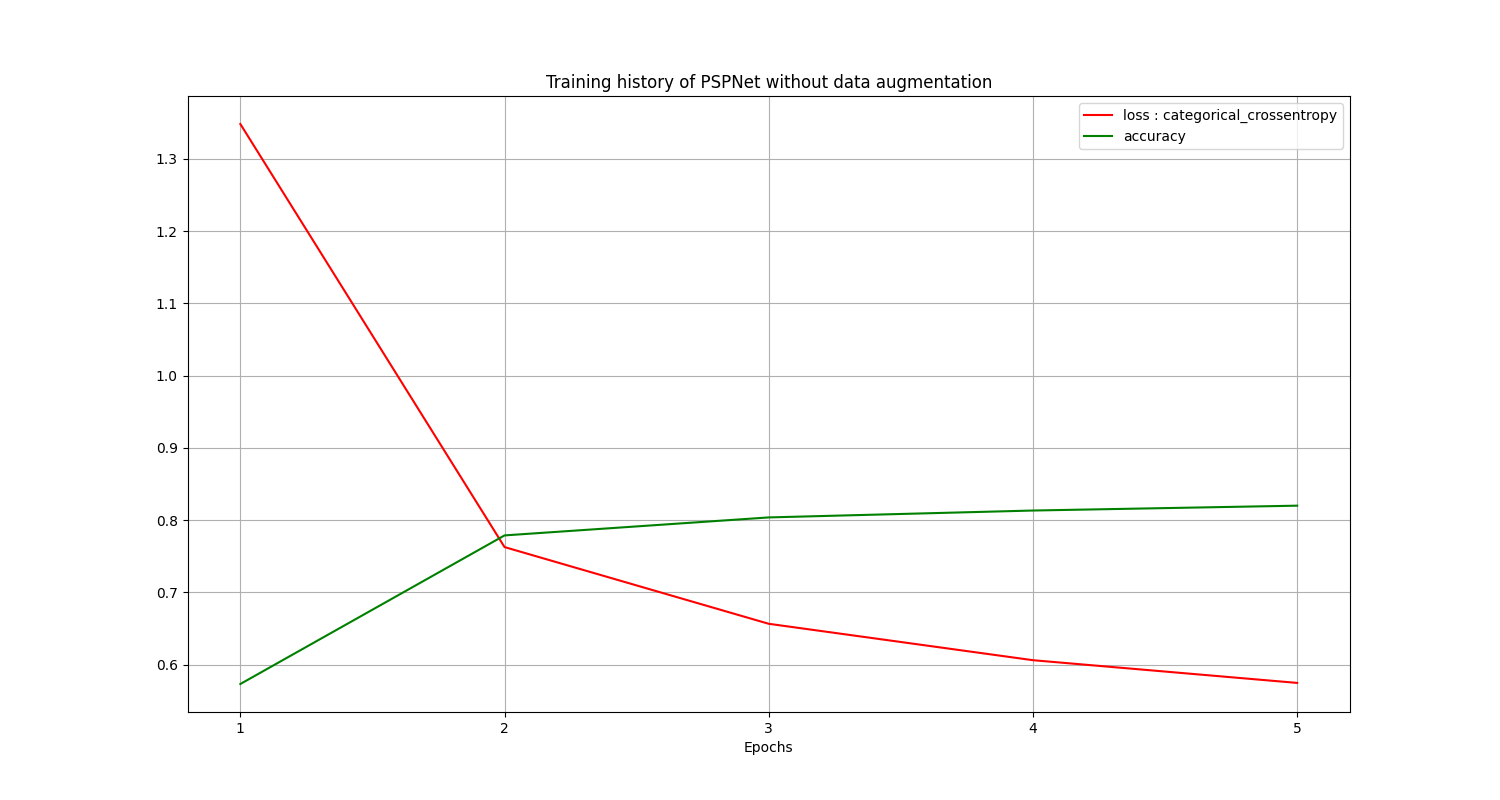 Training history of PSPNet without data augmentation
loss : categorical_crossentropy
accuracy
1.3
1.2
1.1
1.0
0.9
0.8
0.7
0.6
1 2 3 4 5
Epochs